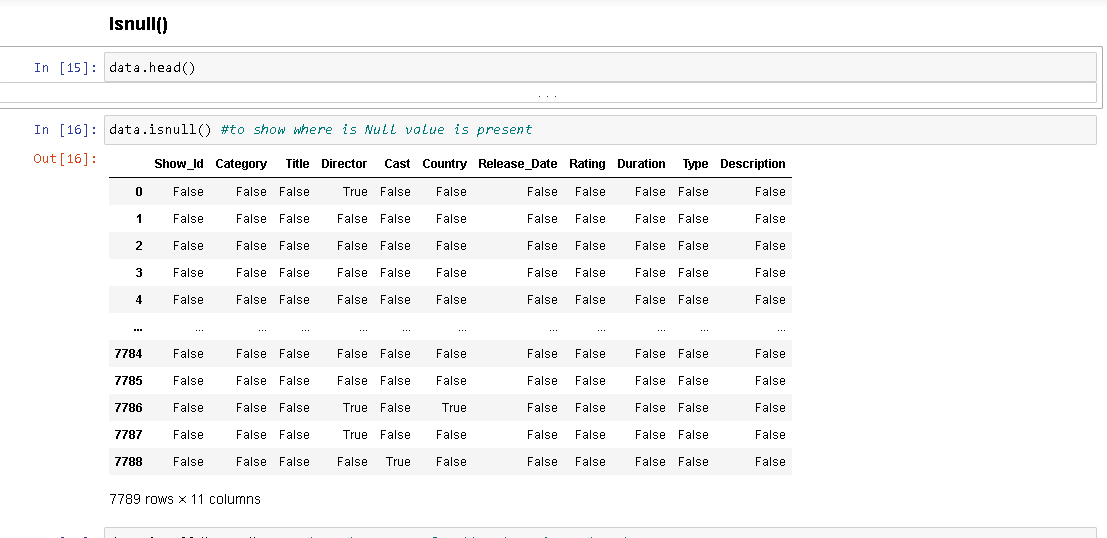 Isnull()
In [15]: data.head()
...
In [16]: data.isnull() #to show where is Null value is present
Out[16]:
Show_Id Category Title Director Cast Country Release_Date Rating Duration Type Description
0 False False False True False False False False False False False
1 False False False False False False False False False False False
2 False False False False False False False False False False False
3 False False False False False False False False False False False
4 False False False False False False False False False False False
... ... ... ... ... ... ... ... ... ... ... ...
7784 False False False False False False False False False False False
7785 False False False False False False False False False False False
7786 False False False True False True False False False False False
7787 False False False True False False False False False False False
7788 False False False False True False False False False False False
7789 rows × 11 columns